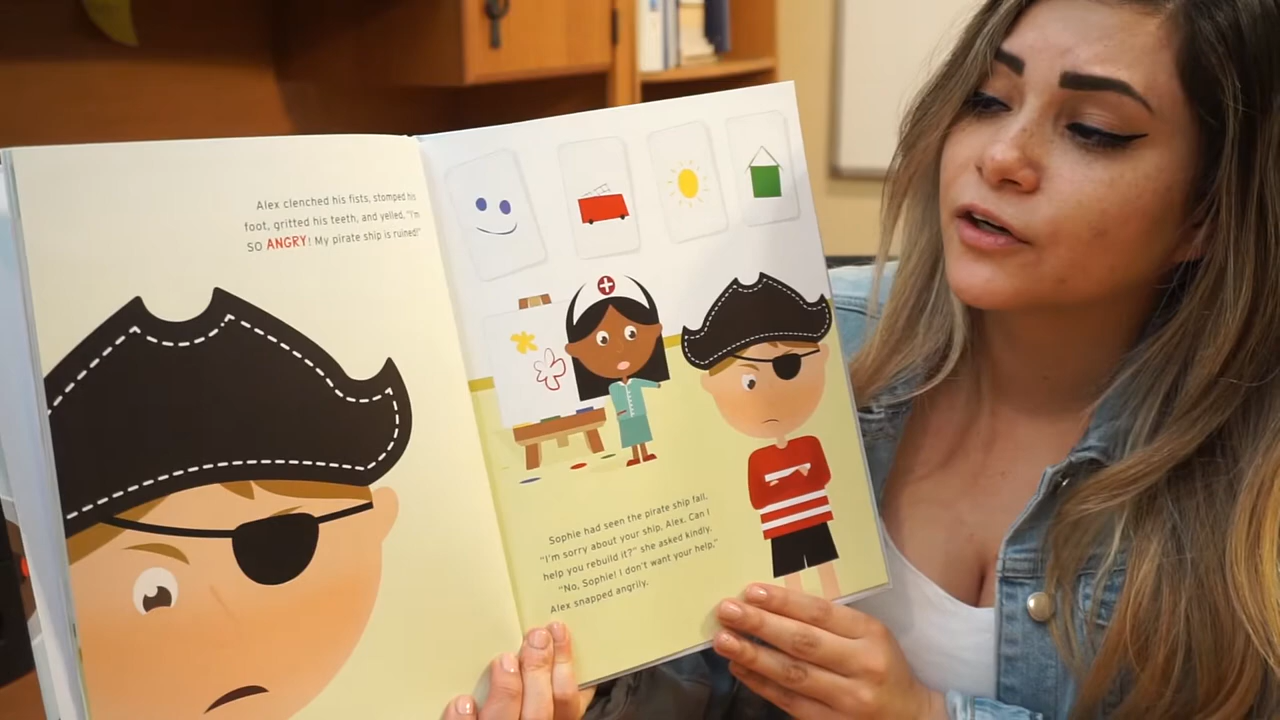 Alex clenched his fists, stomped his
foot, gritted his teeth, and yelled, "I'm
SO ANGRY! My pirate ship is ruined!"
Sophie had seen the pirate ship fall.
"I'm sorry about your ship, Alex. Can I
help you rebuild it?" she asked kindly.
"No, Sophie! I don't want your help,"
Alex snapped angrily.